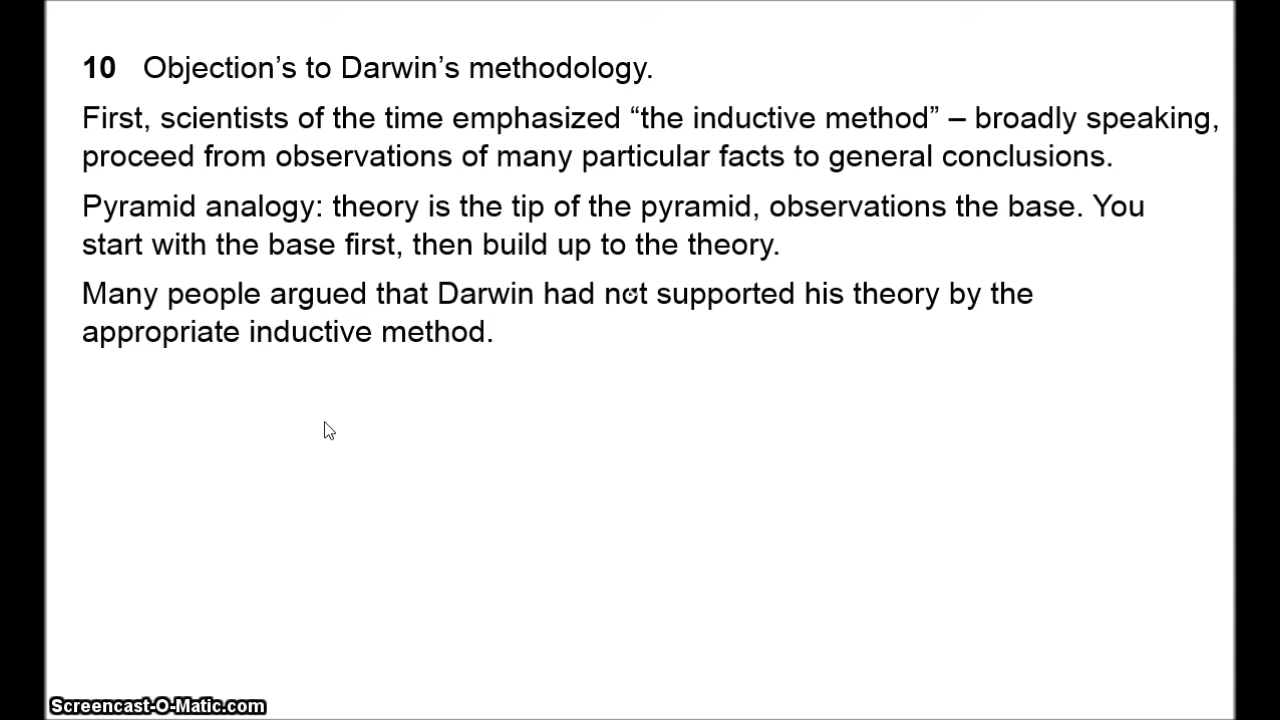 10 Objection’s to Darwin’s methodology.
First, scientists of the time emphasized “the inductive method” – broadly speaking,
proceed from observations of many particular facts to general conclusions.
Pyramid analogy: theory is the tip of the pyramid, observations the base. You
start with the base first, then build up to the theory.
Many people argued that Darwin had not supported his theory by the
appropriate inductive method.
Screencast-O-Matic.com